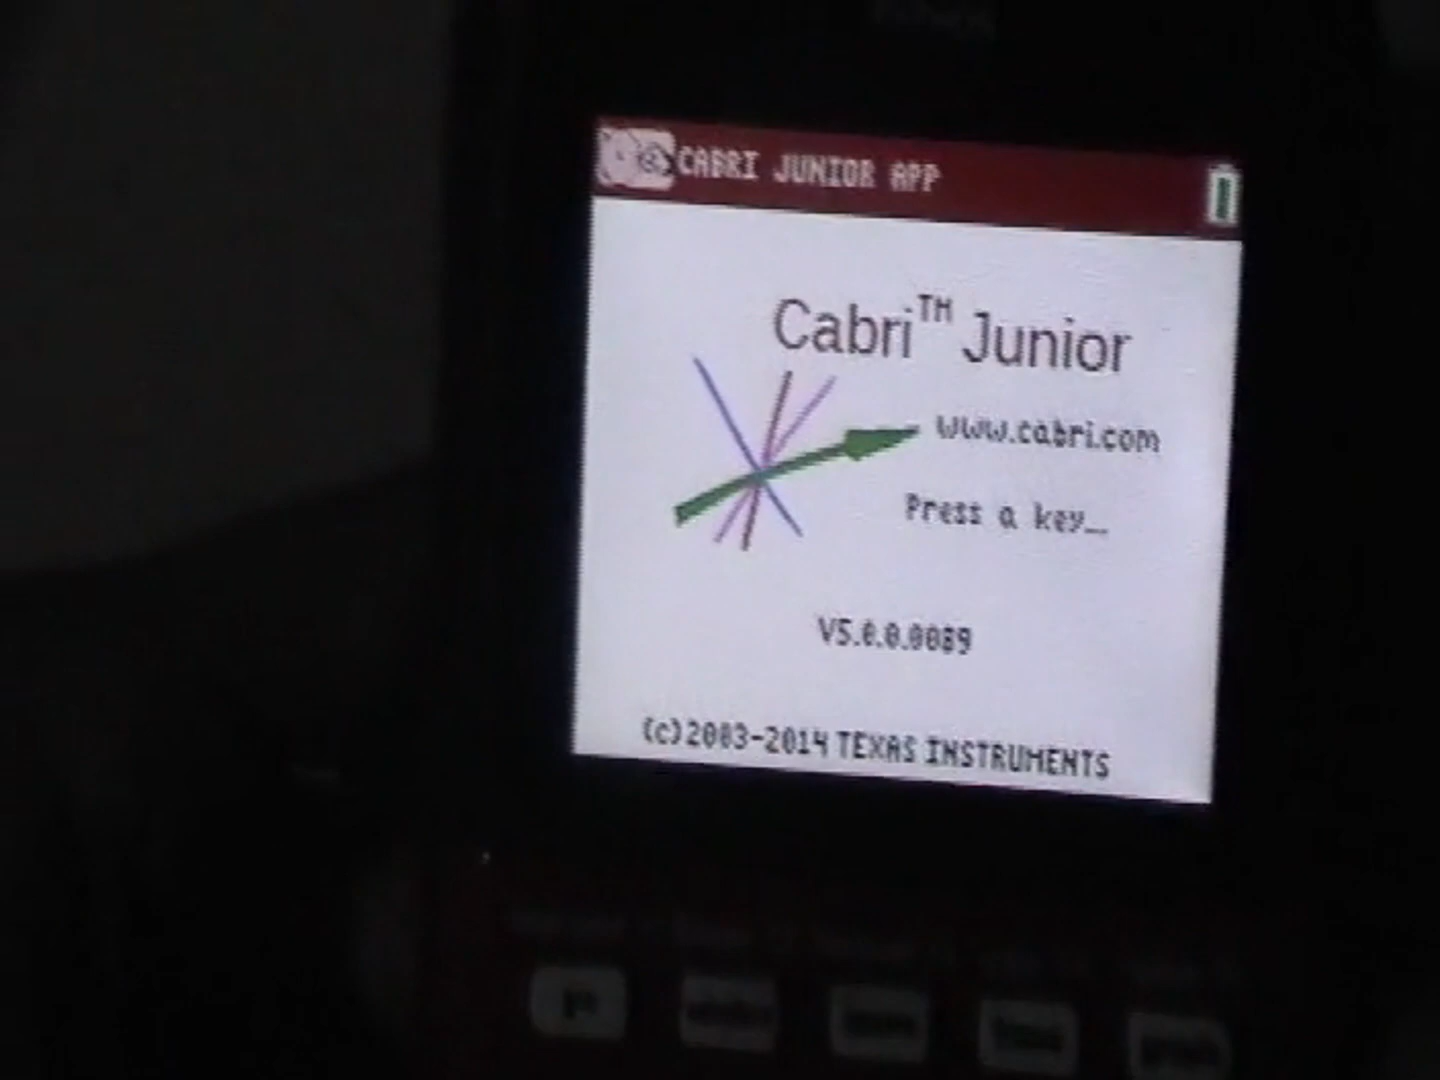 CABRI JUNIOR APP
Cabri™ Junior
www.cabri.com
Press a key...
V5.0.0.0089
(c)2003-2014 TEXAS INSTRUMENTS